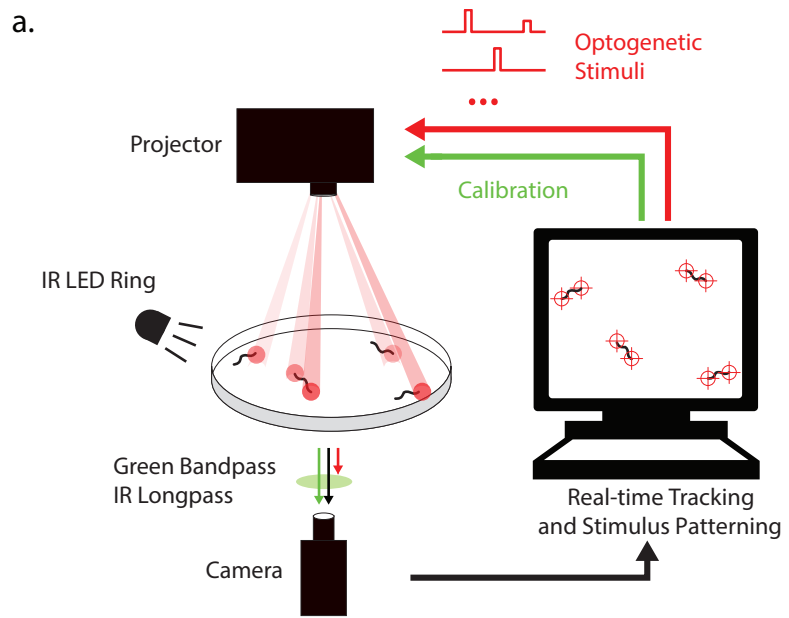 a.
Optogenetic
Stimuli
Projector
Calibration
IR LED Ring
Green Bandpass
IR Longpass
Real-time Tracking
and Stimulus Patterning
Camera